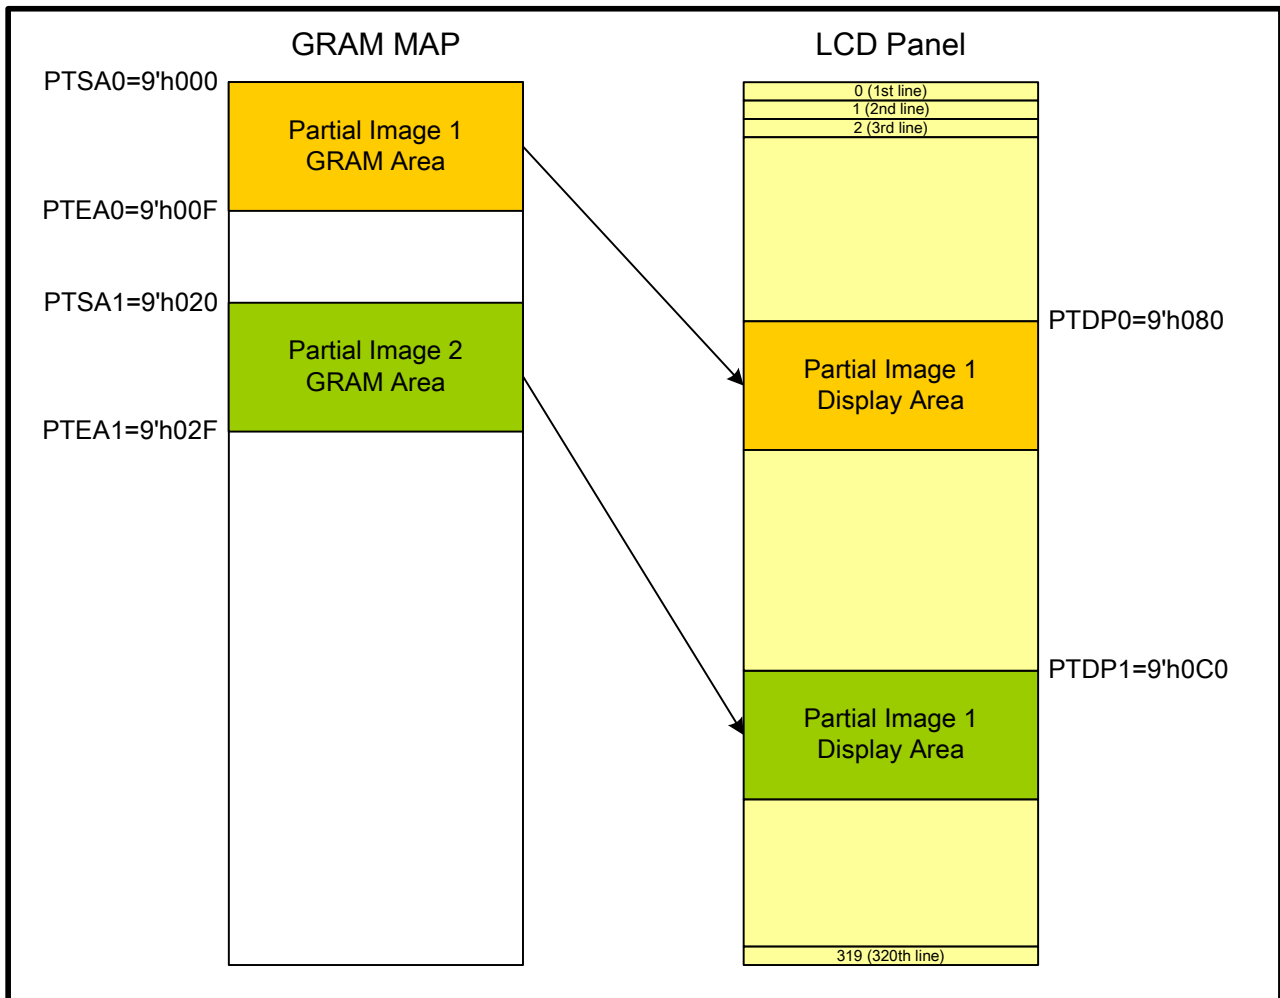 GRAM MAP
PTSA0=9'h000
Partial Image 1
GRAM Area
PTEA0=9'h00F
PTSA1=9'h020
Partial Image 2
GRAM Area
PTEA1=9'h02F
LCD Panel
0 (1st line)
1 (2nd line)
2 (3rd line)
PTDP0=9'h080
Partial Image 1
Display Area
PTDP1=9'h0C0
Partial Image 1
Display Area
319 (320th line)